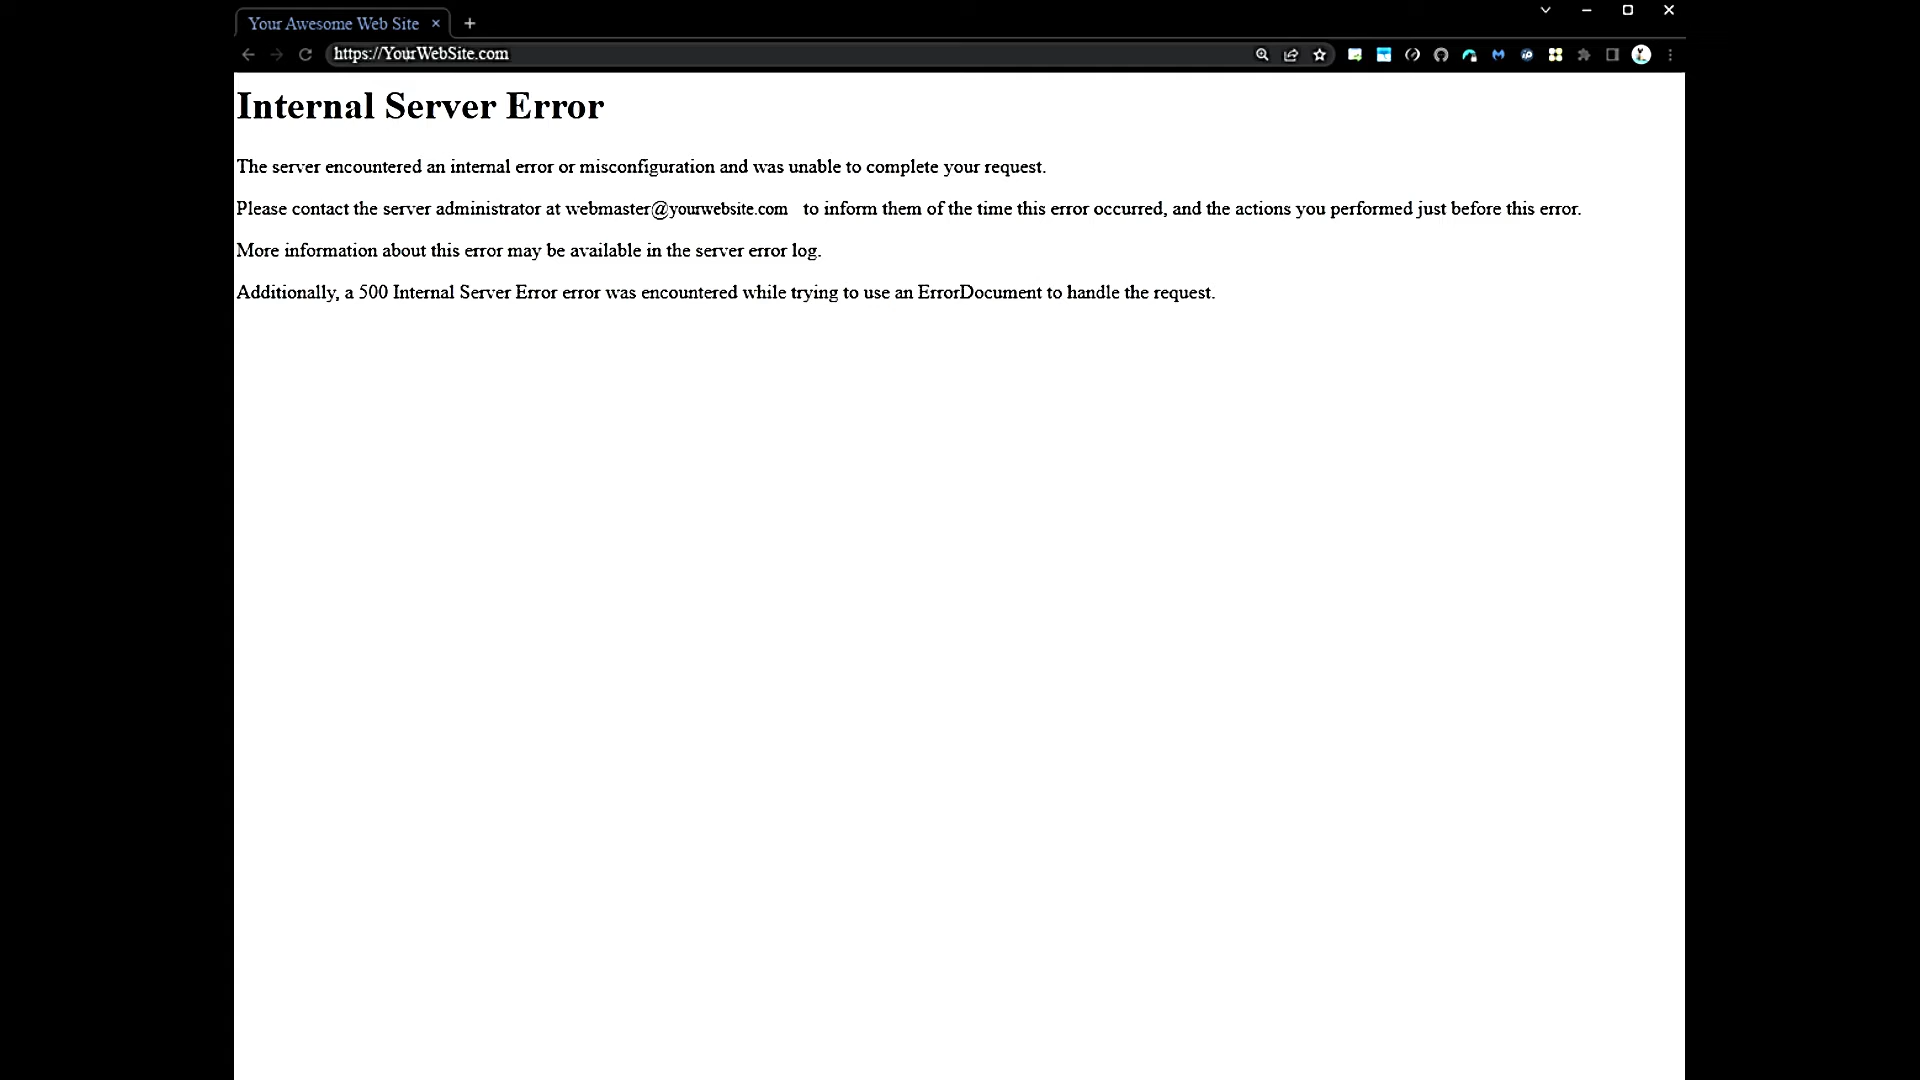 Your Awesome Web Site
https://YourWebSite.com
Internal Server Error
The server encountered an internal error or misconfiguration and was unable to complete your request.
Please contact the server administrator at webmaster@yourwebsite.com to inform them of the time this error occurred, and the actions you performed just before this error.
More information about this error may be available in the server error log.
Additionally, a 500 Internal Server Error error was encountered while trying to use an ErrorDocument to handle the request.